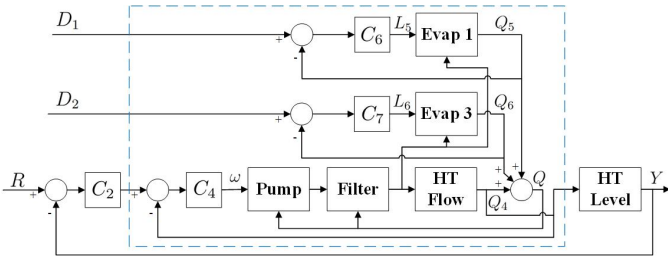 D1
+
-
C6
L5
Evap 1
Q5
D2
+
-
C7
L6
Evap 3
Q6
R
+
-
C2
+
-
C4
ω
Pump
Filter
HT
Flow
+
+
+
Q4
Q
HT
Level
Y